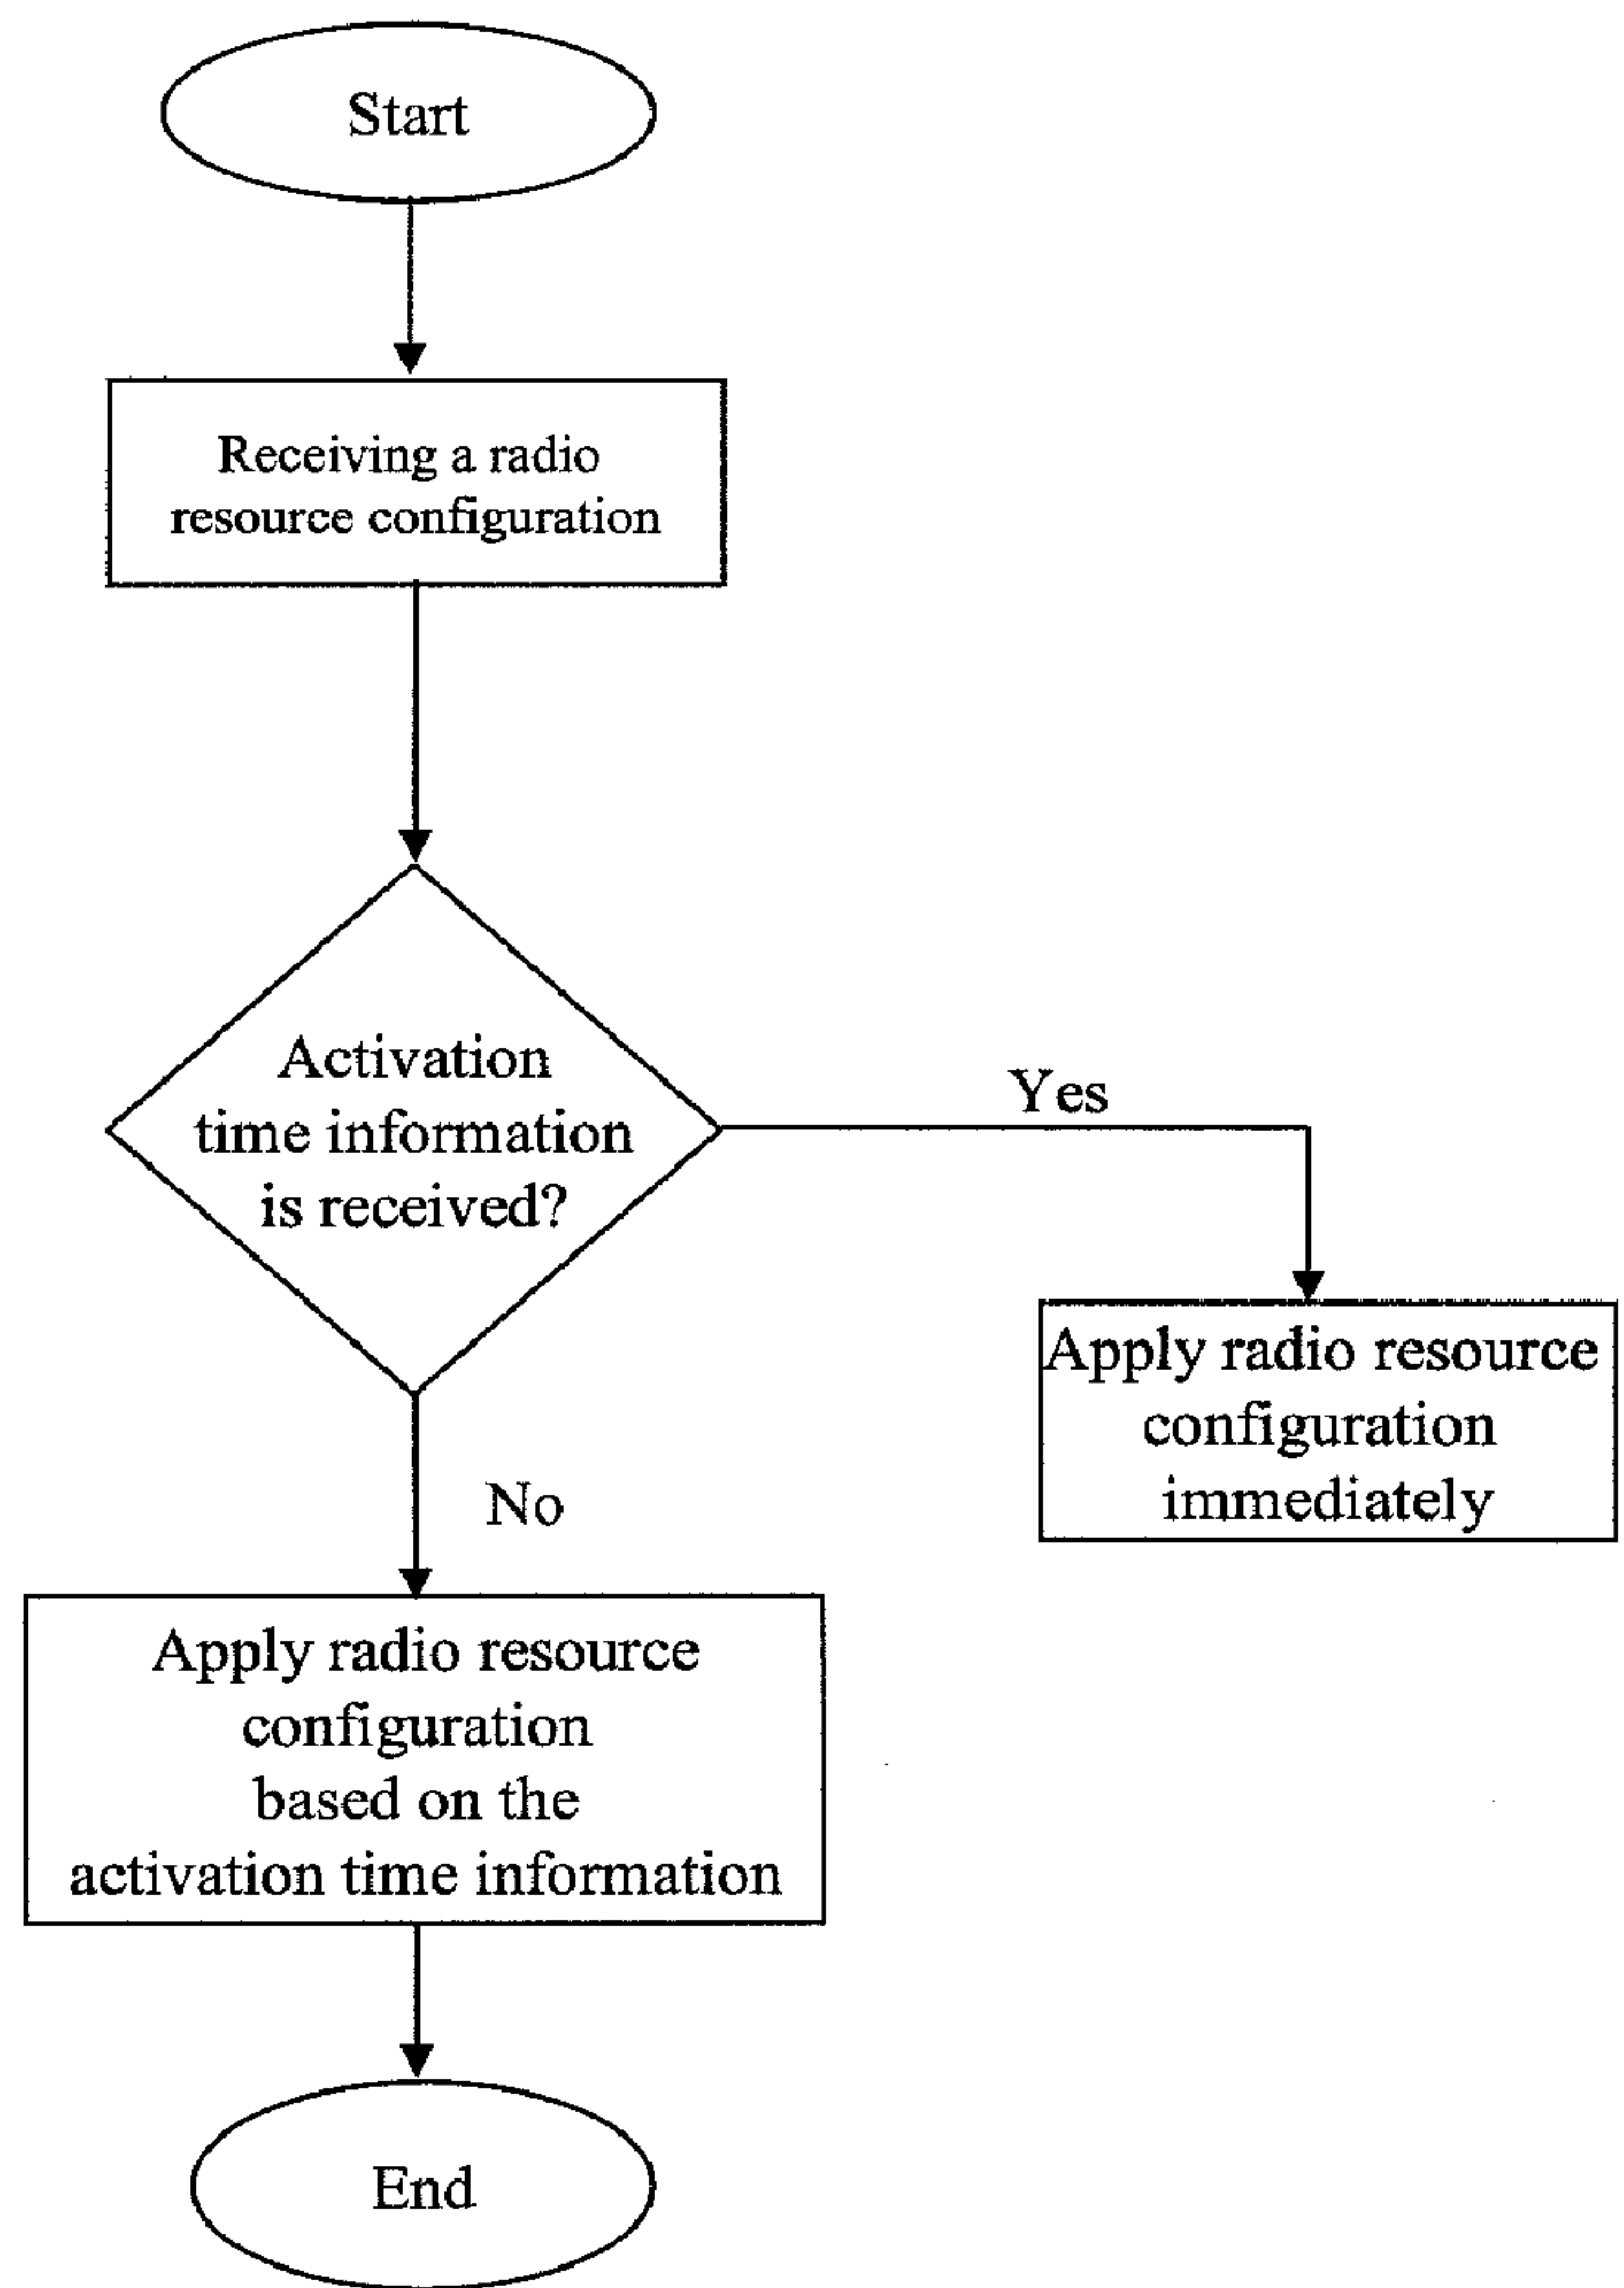 Start
Receiving a radio
resource configuration
Activation
time information
is received?
Yes
Apply radio resource
configuration
immediately
No
Apply radio resource
configuration
based on the
activation time information
End